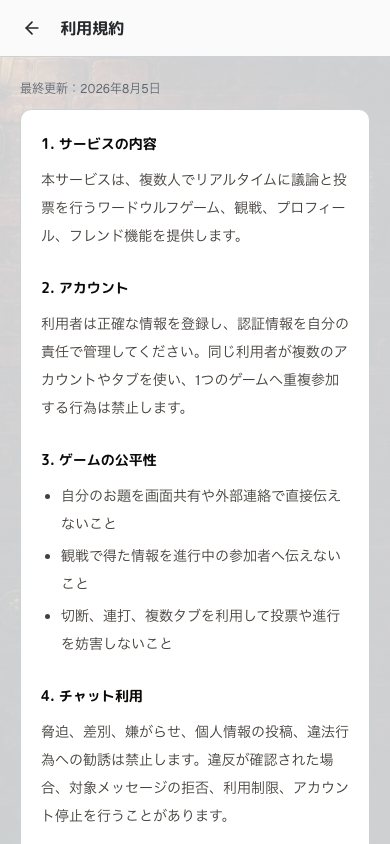 利用規約
最終更新：2026年8月5日
1. サービスの内容
本サービスは、複数人でリアルタイムに議論と投
票を行うワードウルフゲーム、観戦、プロフィー
ル、フレンド機能を提供します。
2. アカウント
利用者は正確な情報を登録し、認証情報を自分の
責任で管理してください。同じ利用者が複数のア
カウントやタブを使い、1つのゲームへ重複参加
する行為は禁止します。
3. ゲームの公平性
• 自分のお題を画面共有や外部連絡で直接伝え
ないこと
• 観戦で得た情報を進行中の参加者へ伝えない
こと
• 切断、連打、複数タブを利用して投票や進行
を妨害しないこと
4. チャット利用
脅迫、差別、嫌がらせ、個人情報の投稿、違法行
為への勧誘は禁止します。違反が確認された場
合、対象メッセージの拒否、利用制限、アカウン
ト停止を行うことがあります。